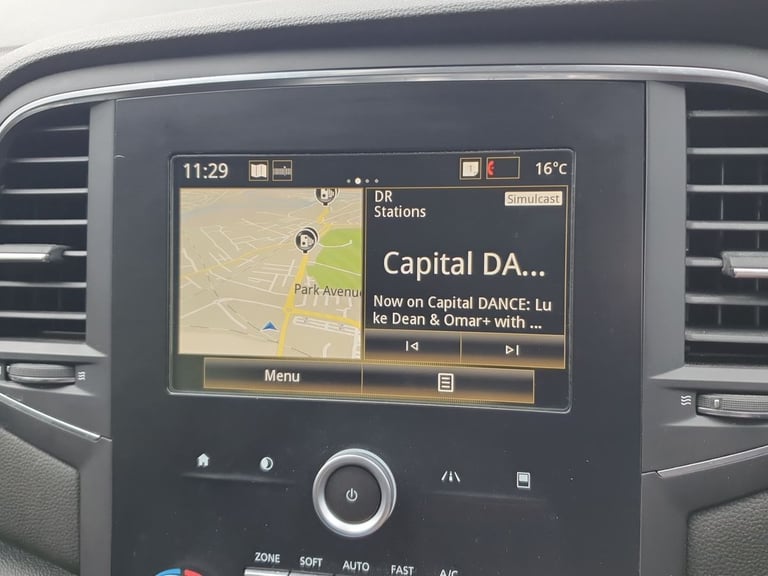 11:29
16°c
DR
Stations
Simulcast
Capital DA...
Now on Capital DANCE: Lu
ke Dean & Omar+ with ...
Park Avenu
Menu
ZONE SOFT AUTO FAST A/C